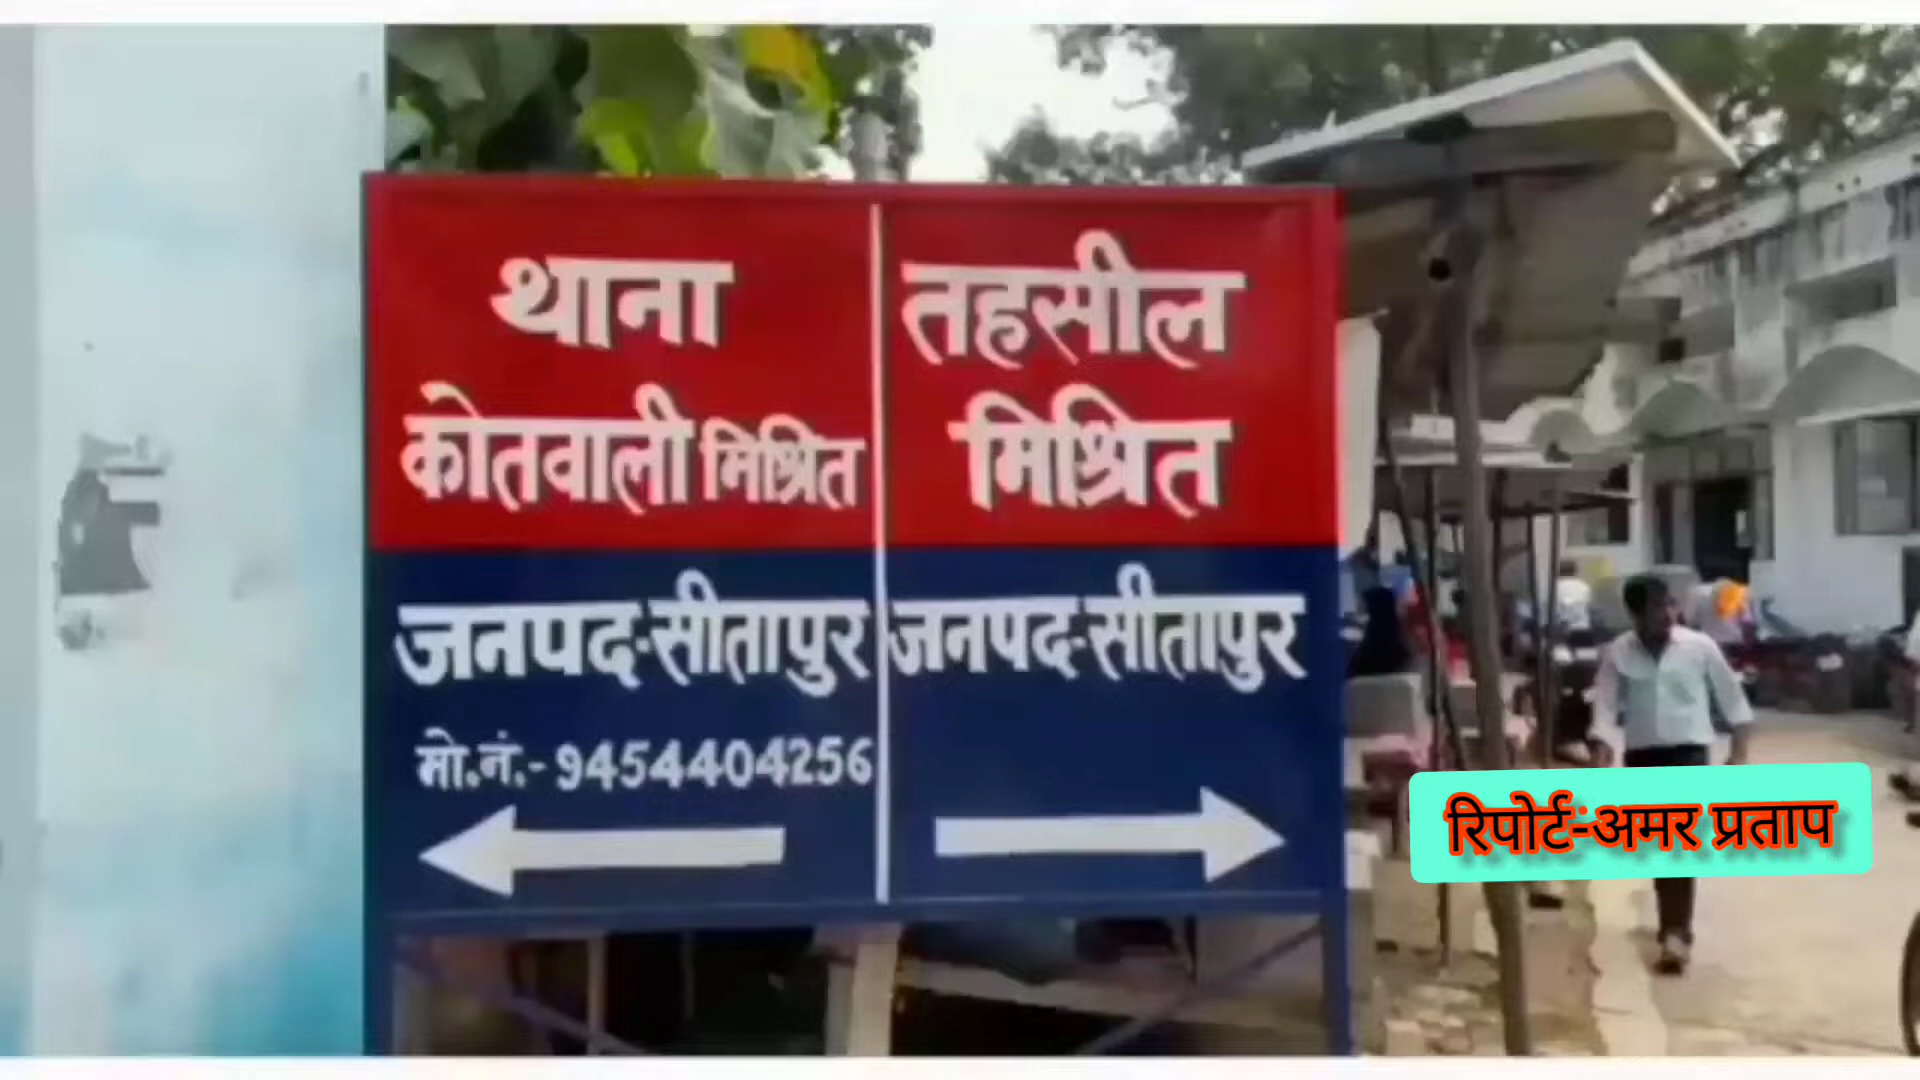 थाना
कोतवाली मिश्रित
जनपद-सीतापुर
मो.नं.-9454404256
तहसील
मिश्रित
जनपद-सीतापुर
रिपोर्ट-अमर प्रताप